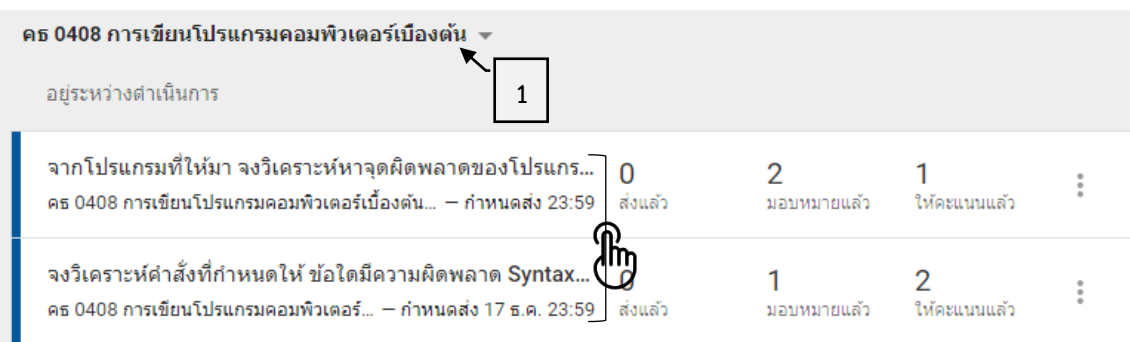 คธ 0408 การเขียนโปรแกรมคอมพิวเตอร์เบื้องต้น
1
อยู่ระหว่างดำเนินการ
จากโปรแกรมที่ให้มา จงวิเคราะห์หาจุดผิดพลาดของโปรแกร...
0 2 1
คธ 0408 การเขียนโปรแกรมคอมพิวเตอร์เบื้องต้น... – กำหนดส่ง 23:59
ส่งแล้ว มอบหมายแล้ว ให้คะแนนแล้ว
จงวิเคราะห์คำสั่งที่กำหนดให้ ข้อใดมีความผิดพลาด Syntax...
0 1 2
คธ 0408 การเขียนโปรแกรมคอมพิวเตอร์... – กำหนดส่ง 17 ธ.ค. 23:59
ส่งแล้ว มอบหมายแล้ว ให้คะแนนแล้ว